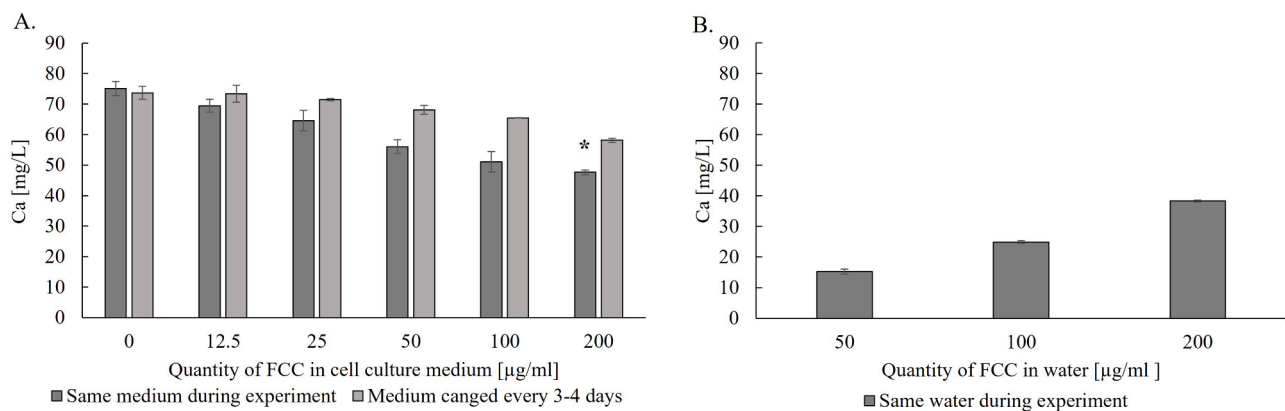 A.
Ca [mg/L]
90
80
70
60
50
40
30
20
10
0
*
0 12.5 25 50 100 200
Quantity of FCC in cell culture medium [µg/ml]
Same medium during experiment Medium canged every 3-4 days
B.
Ca [mg/L]
90
80
70
60
50
40
30
20
10
0
50 100 200
Quantity of FCC in water [µg/ml ]
Same water during experiment